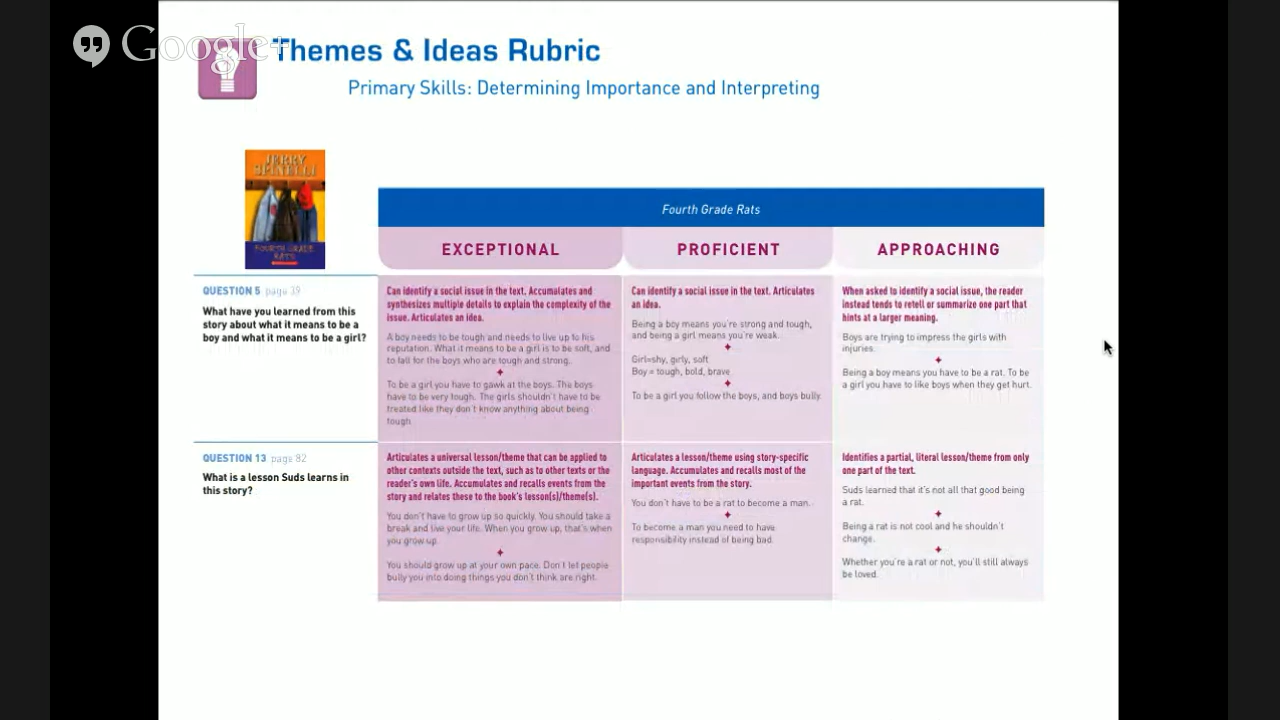 Google+
Themes & Ideas Rubric
Primary Skills: Determining Importance and Interpreting
JERRY
SPINELLI
FOURTH GRADE
RATS
Fourth Grade Rats
EXCEPTIONAL
PROFICIENT
APPROACHING
QUESTION 5 page 39
What have you learned from this
story about what it means to be a
boy and what it means to be a girl?
Can identify a social issue in the text. Accumulates and
synthesizes multiple details to explain the complexity of the
issue. Articulates an idea.
A boy needs to be tough and needs to live up to his
reputation. What it means to be a girl is to be soft, and
to fall for the boys who are tough and strong.
To be a girl you have to gawk at the boys. The boys
have to be very tough. The girls shouldn't have to be
treated like they don't know anything about being
tough.
Can identify a social issue in the text. Articulates
an idea.
Being a boy means you're strong and tough,
and being a girl means you're weak.
Girl=shy, girly, soft
Boy = tough, bold, brave
To be a girl you follow the boys, and boys bully.
When asked to identify a social issue, the reader
instead tends to retell or summarize one part that
hints at a larger meaning.
Boys are trying to impress the girls with
injuries.
Being a boy means you have to be a rat. To be
a girl you have to like boys when they get hurt.
QUESTION 13 page 82
What is a lesson Suds learns in
this story?
Articulates a universal lesson/theme that can be applied to
other contexts outside the text, such as to other texts or the
reader's own life. Accumulates and recalls events from the
story and relates these to the book's lesson(s)/theme(s).
You don't have to grow up so quickly. You should take a
break and live your life. When you grow up, that's when
you grow up.
You should grow up at your own pace. Don't let people
bully you into doing things you don't think are right.
Articulates a lesson/theme using story-specific
language. Accumulates and recalls most of the
important events from the story.
You don't have to be a rat to become a man.
To become a man you need to have
responsibility instead of being bad.
Identifies a partial, literal lesson/theme from only
one part of the text.
Suds learned that it's not all that good being
a rat.
Being a rat is not cool and he shouldn't
change.
Whether you're a rat or not, you'll still always
be loved.